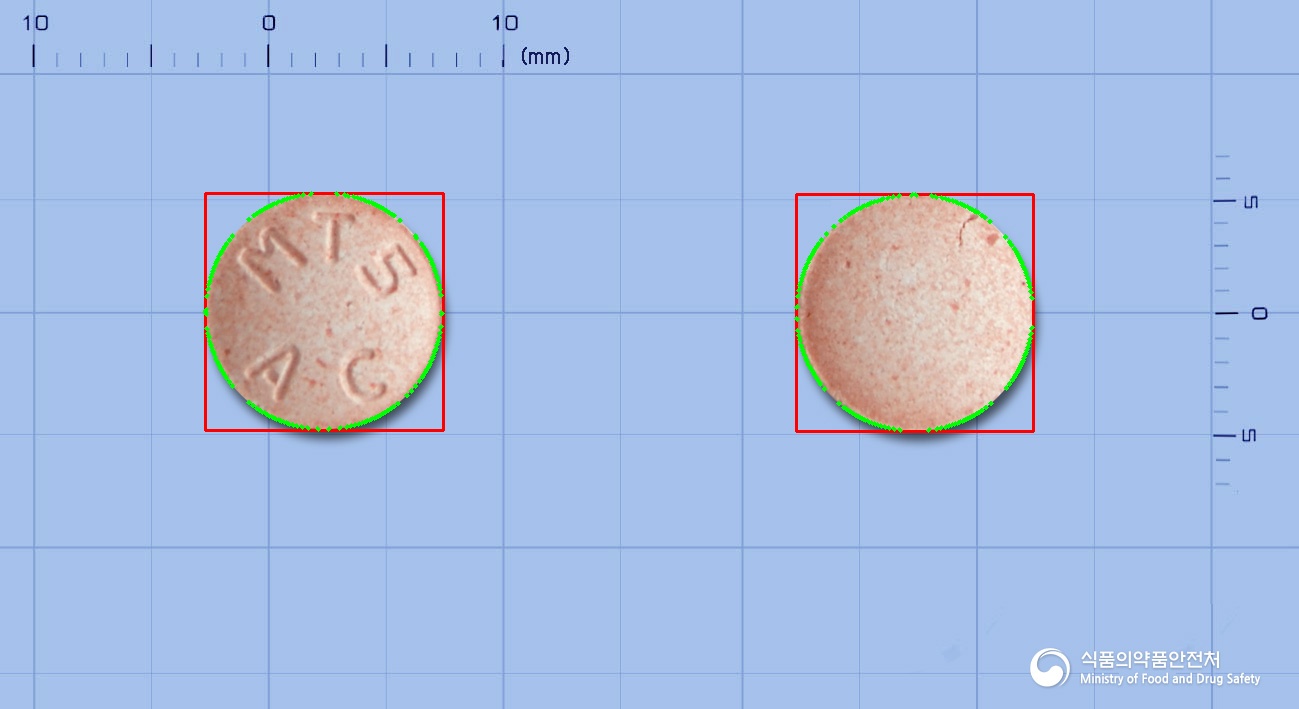 10 0 10
(mm)
MT5
AC
5
0
5
식품의약품안전처
Ministry of Food and Drug Safety